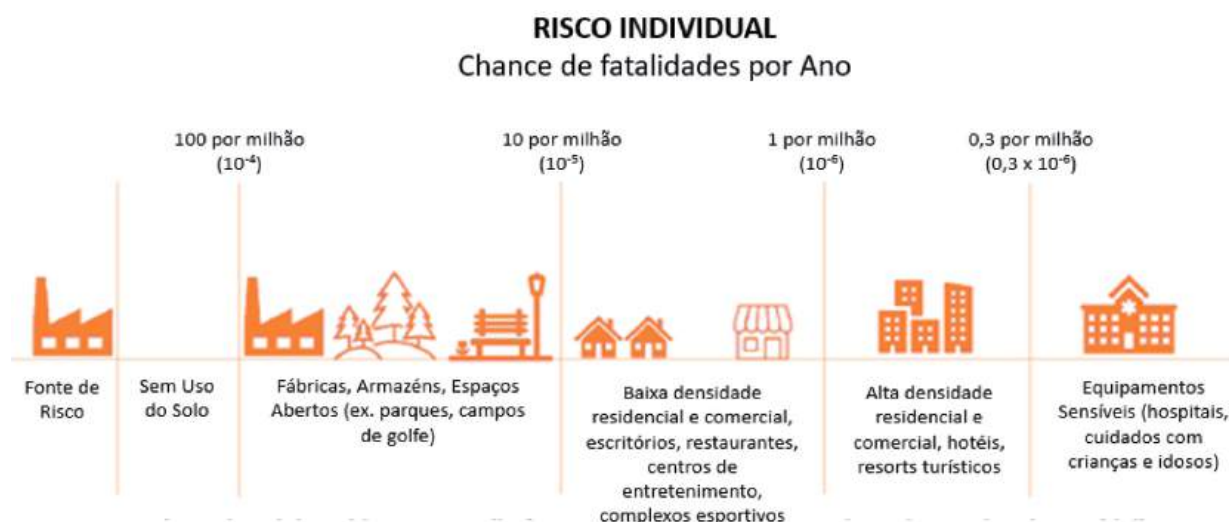 RISCO INDIVIDUAL
Chance de fatalidades por Ano
100 por milhão
(10⁻⁴)
10 por milhão
(10⁻⁵)
1 por milhão
(10⁻⁶)
0,3 por milhão
(0,3 x 10⁻⁶)
Fonte de
Risco
Sem Uso
do Solo
Fábricas, Armazéns, Espaços
Abertos (ex. parques, campos
de golfe)
Baixa densidade
residencial e comercial,
escritórios, restaurantes,
centros de
entretenimento,
complexos esportivos
Alta densidade
residencial e
comercial, hotéis,
resorts turísticos
Equipamentos
Sensíveis (hospitais,
cuidados com
crianças e idosos)